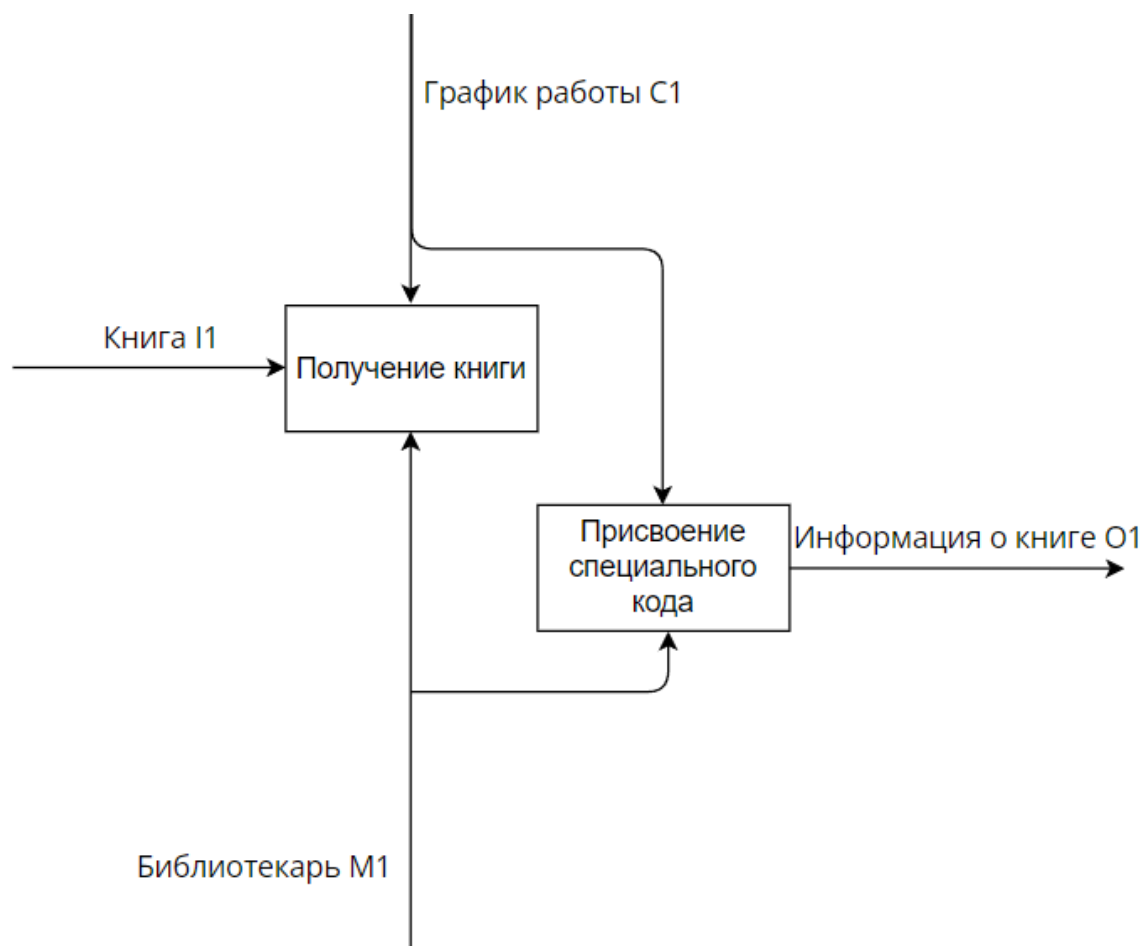 График работы C1
Книга I1
Получение книги
Присвоение
специального
кода
Информация о книге O1
Библиотекарь M1